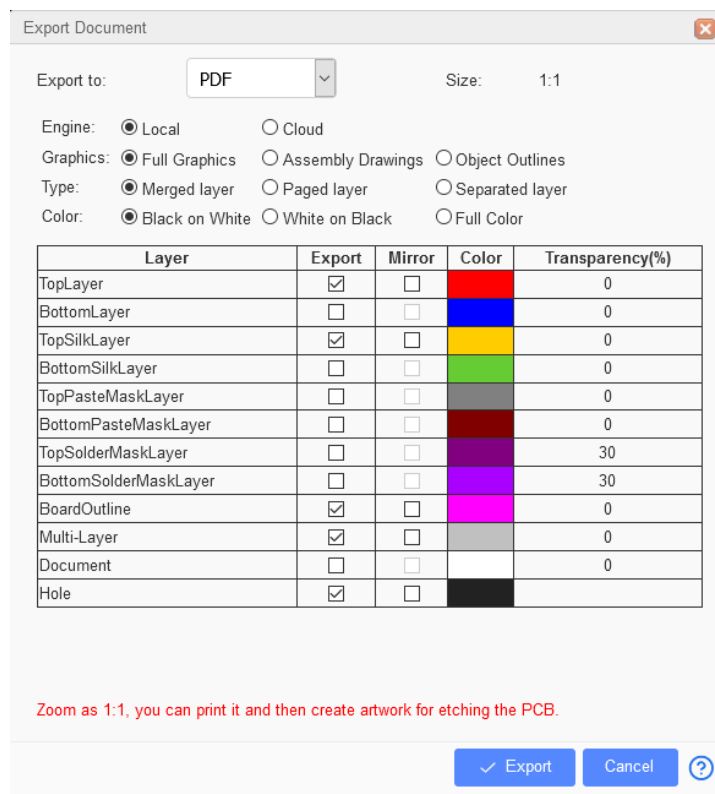 Export Document
Export to: PDF Size: 1:1
Engine: Local Cloud
Graphics: Full Graphics Assembly Drawings Object Outlines
Type: Merged layer Paged layer Separated layer
Color: Black on White White on Black Full Color
Layer Export Mirror Color Transparency(%)
TopLayer 0
BottomLayer 0
TopSilkLayer 0
BottomSilkLayer 0
TopPasteMaskLayer 0
BottomPasteMaskLayer 0
TopSolderMaskLayer 30
BottomSolderMaskLayer 30
BoardOutline 0
Multi-Layer 0
Document 0
Hole
Zoom as 1:1, you can print it and then create artwork for etching the PCB.
Export Cancel ?